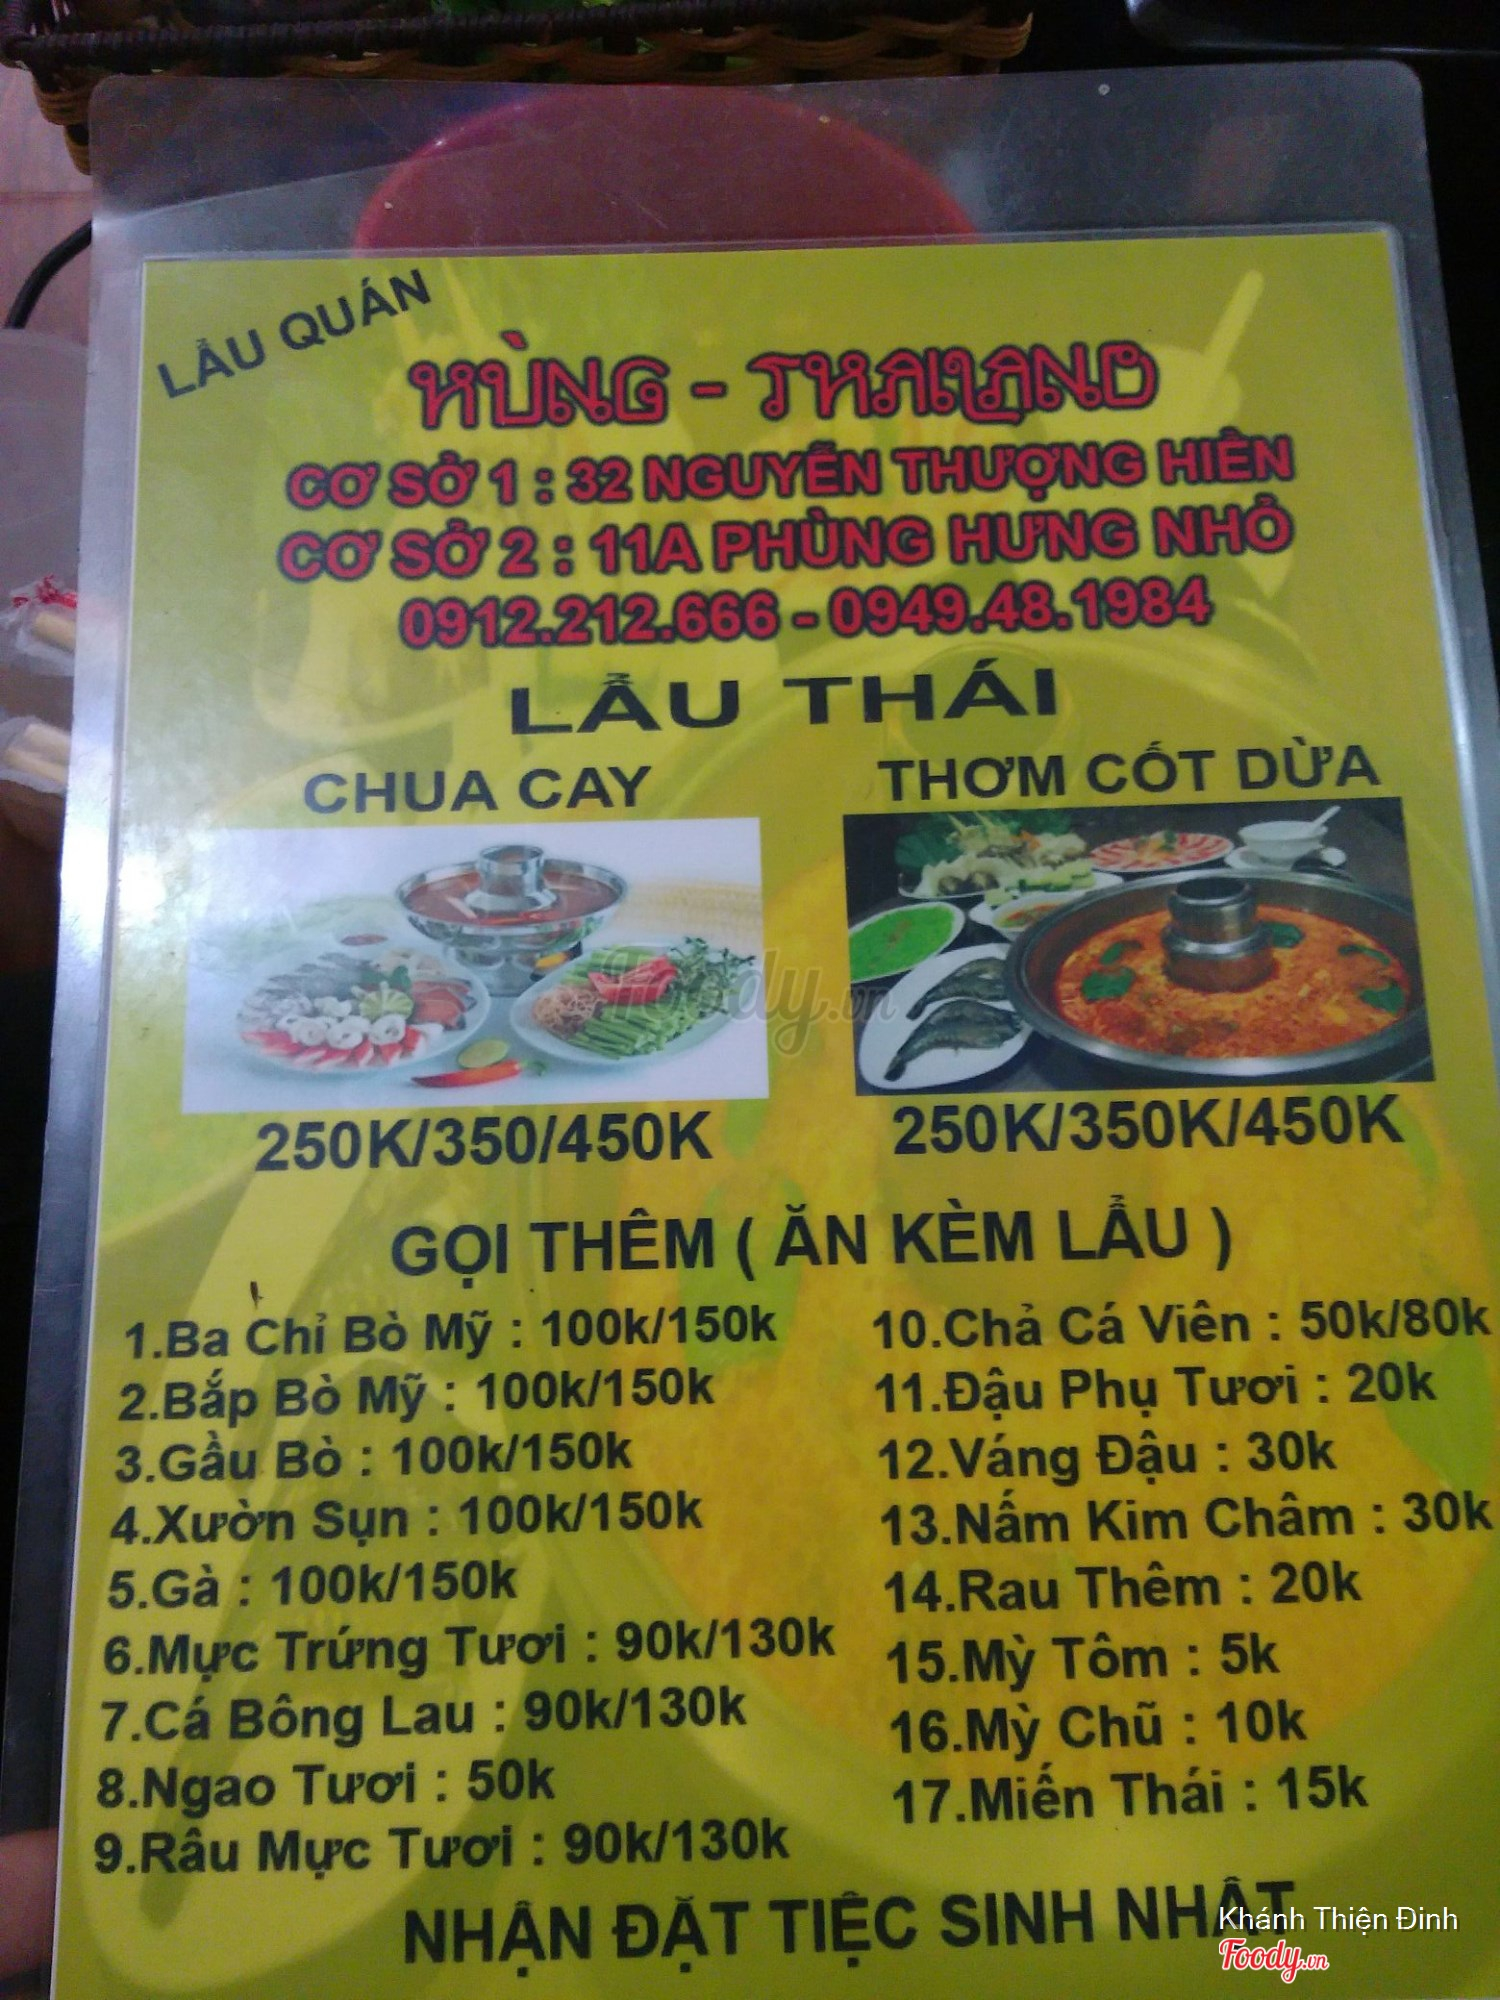 LẨU QUÁN
HÙNG - THAILAND
CƠ SỞ 1 : 32 NGUYỄN THƯỢNG HIỀN
CƠ SỞ 2 : 11A PHÙNG HƯNG NHỎ
0912.212.666 - 0949.48.1984
LẨU THÁI
CHUA CAY
THƠM CỐT DỪA
Foody.vn
250K/350/450K
250K/350K/450K
GỌI THÊM ( ĂN KÈM LẨU )
1.Ba Chỉ Bò Mỹ : 100k/150k
2.Bắp Bò Mỹ : 100k/150k
3.Gầu Bò : 100k/150k
4.Xườn Sụn : 100k/150k
5.Gà : 100k/150k
6.Mực Trứng Tươi : 90k/130k
7.Cá Bông Lau : 90k/130k
8.Ngao Tươi : 50k
9.Râu Mực Tươi : 90k/130k
10.Chả Cá Viên : 50k/80k
11.Đậu Phụ Tươi : 20k
12.Váng Đậu : 30k
13.Nấm Kim Châm : 30k
14.Rau Thêm : 20k
15.Mỳ Tôm : 5k
16.Mỳ Chũ : 10k
17.Miến Thái : 15k
NHẬN ĐẶT TIỆC SINH NHẬT
Khánh Thiện Đinh
Foody.vn